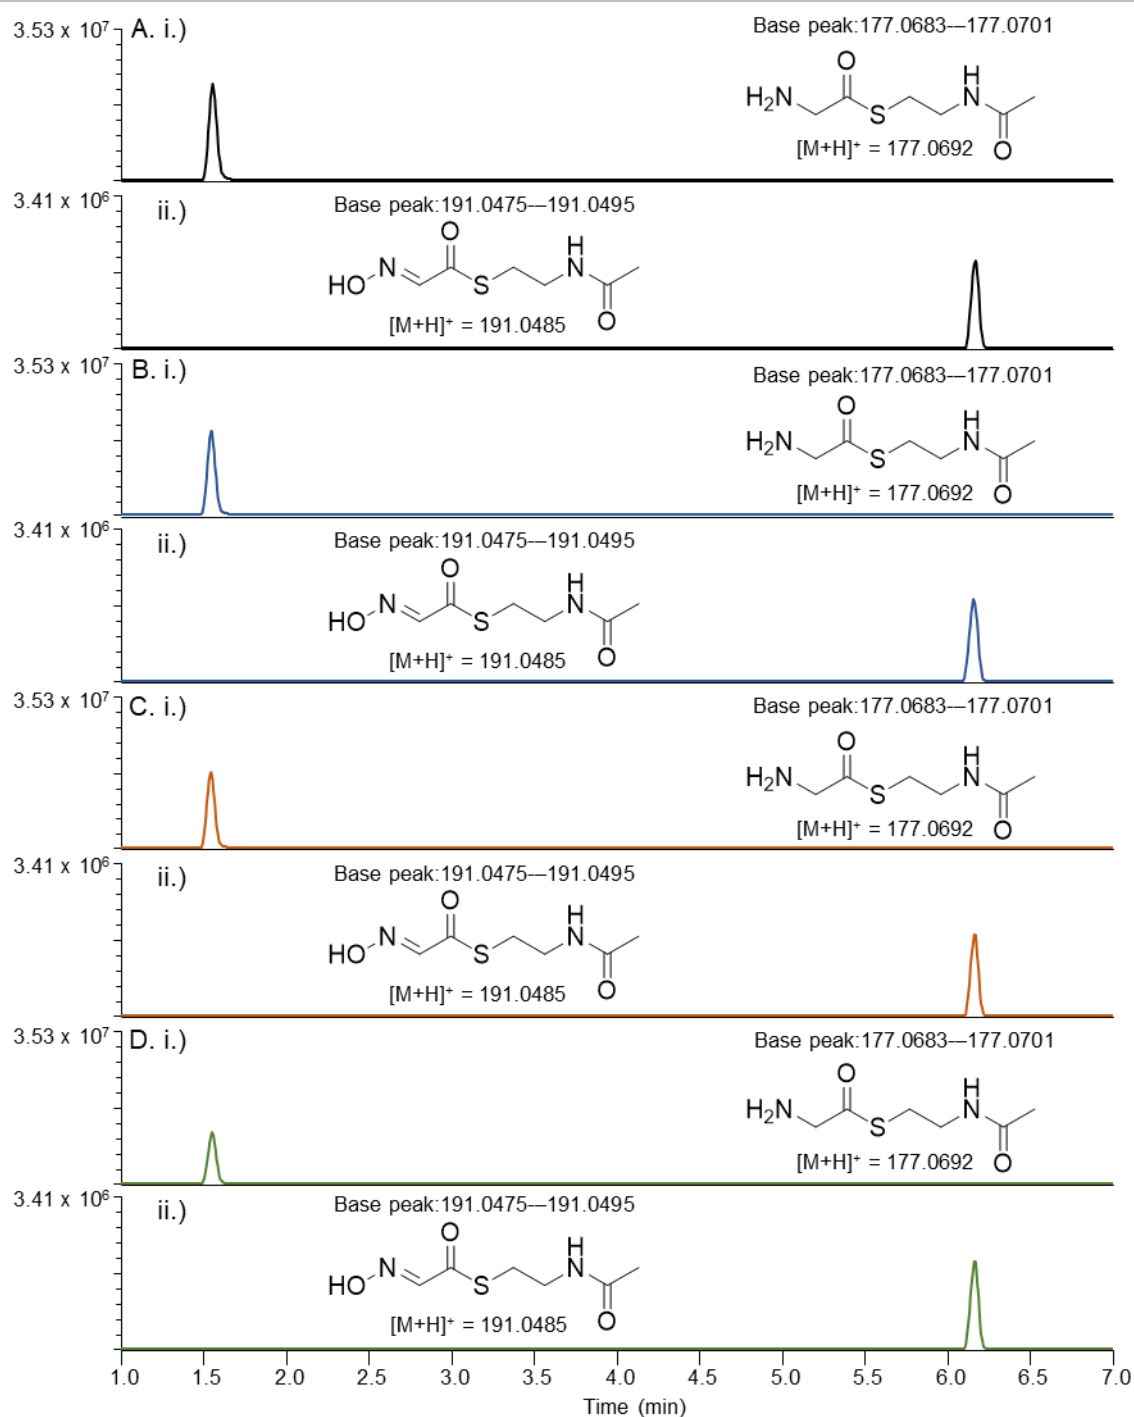 3.53 x 10⁷
A. i.)
Base peak:177.0683-–177.0701
O
H
H₂N
N
S
[M+H]⁺ = 177.0692
O
3.41 x 10⁶
ii.)
Base peak:191.0475-–191.0495
O
H
N
N
HO
S
[M+H]⁺ = 191.0485
O
3.53 x 10⁷
B. i.)
Base peak:177.0683-–177.0701
O
H
H₂N
N
S
[M+H]⁺ = 177.0692
O
3.41 x 10⁶
ii.)
Base peak:191.0475-–191.0495
O
H
N
N
HO
S
[M+H]⁺ = 191.0485
O
3.53 x 10⁷
C. i.)
Base peak:177.0683-–177.0701
O
H
H₂N
N
S
[M+H]⁺ = 177.0692
O
3.41 x 10⁶
ii.)
Base peak:191.0475-–191.0495
O
H
N
N
HO
S
[M+H]⁺ = 191.0485
O
3.53 x 10⁷
D. i.)
Base peak:177.0683-–177.0701
O
H
H₂N
N
S
[M+H]⁺ = 177.0692
O
3.41 x 10⁶
ii.)
Base peak:191.0475-–191.0495
O
H
N
N
HO
S
[M+H]⁺ = 191.0485
O
1.0 1.5 2.0 2.5 3.0 3.5 4.0 4.5 5.0 5.5 6.0 6.5 7.0
Time (min)